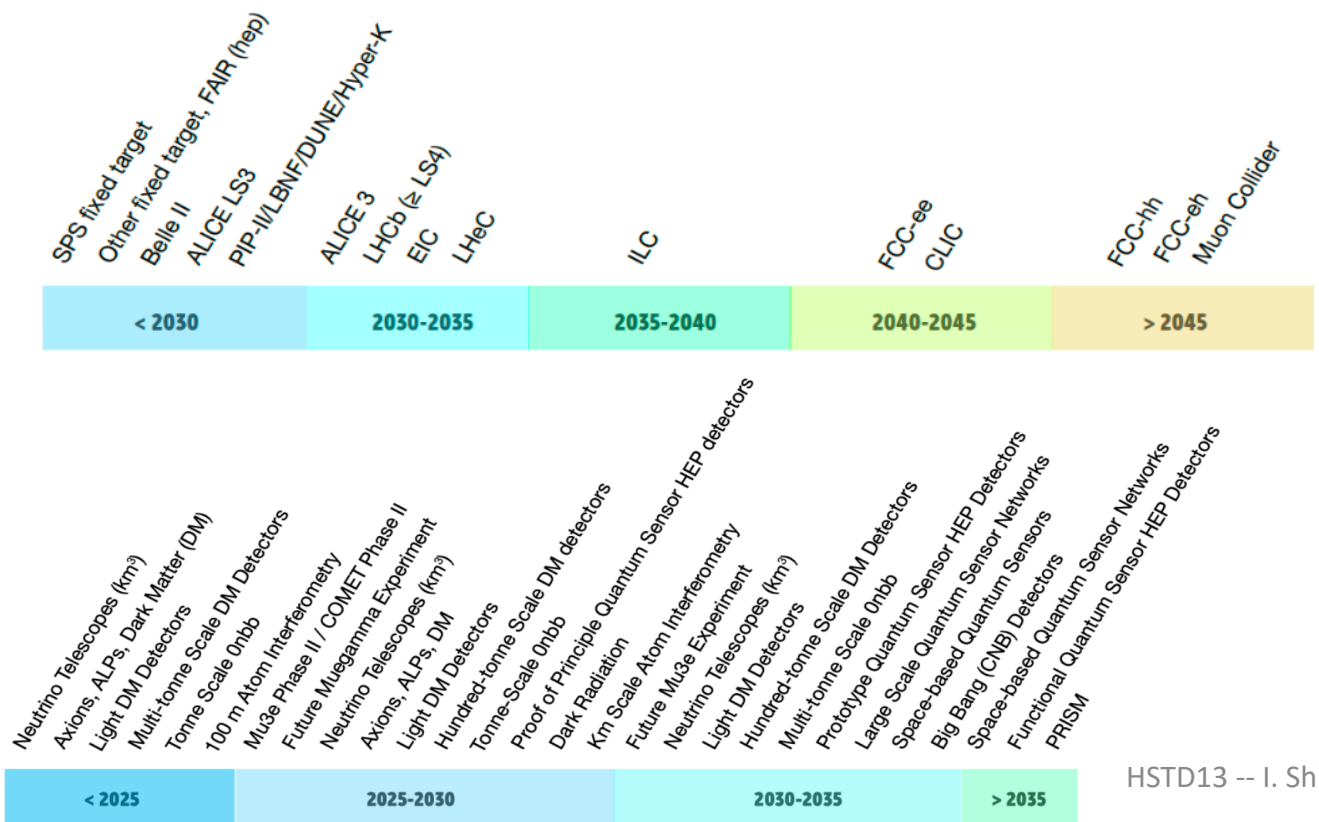 SPS fixed target
Other fixed target, FAIR (hep)
Belle II
ALICE LS3
PIP-II/LBNF/DUNE/Hyper-K
ALICE 3
LHCb (≥ LS4)
EIC
LHeC
ILC
FCC-ee
CLIC
FCC-hh
FCC-eh
Muon Collider
< 2030
2030-2035
2035-2040
2040-2045
> 2045
Neutrino Telescopes (km³)
Axions, ALPs, Dark Matter (DM)
Light DM Detectors
Multi-tonne Scale DM Detectors
Tonne Scale 0nbb
100 m Atom Interferometry
Mu3e Phase II / COMET Phase II
Future Muegamma Experiment
Neutrino Telescopes (km³)
Axions, ALPs, DM
Light DM Detectors
Hundred-tonne Scale DM detectors
Tonne-Scale 0nbb
Proof of Principle Quantum Sensor HEP detectors
Dark Radiation
Km Scale Atom Interferometry
Future Mu3e Experiment
Neutrino Telescopes (km³)
Light DM Detectors
Hundred-tonne Scale DM Detectors
Multi-tonne Scale 0nbb
Prototype Quantum Sensor HEP Detectors
Large Scale Quantum Sensor Networks
Space-based Quantum Sensors
Big Bang (CNB) Detectors
Space-based Quantum Sensor Networks
Functional Quantum Sensor HEP Detectors
PRISM
< 2025
2025-2030
2030-2035
> 2035
HSTD13 -- I. Sh